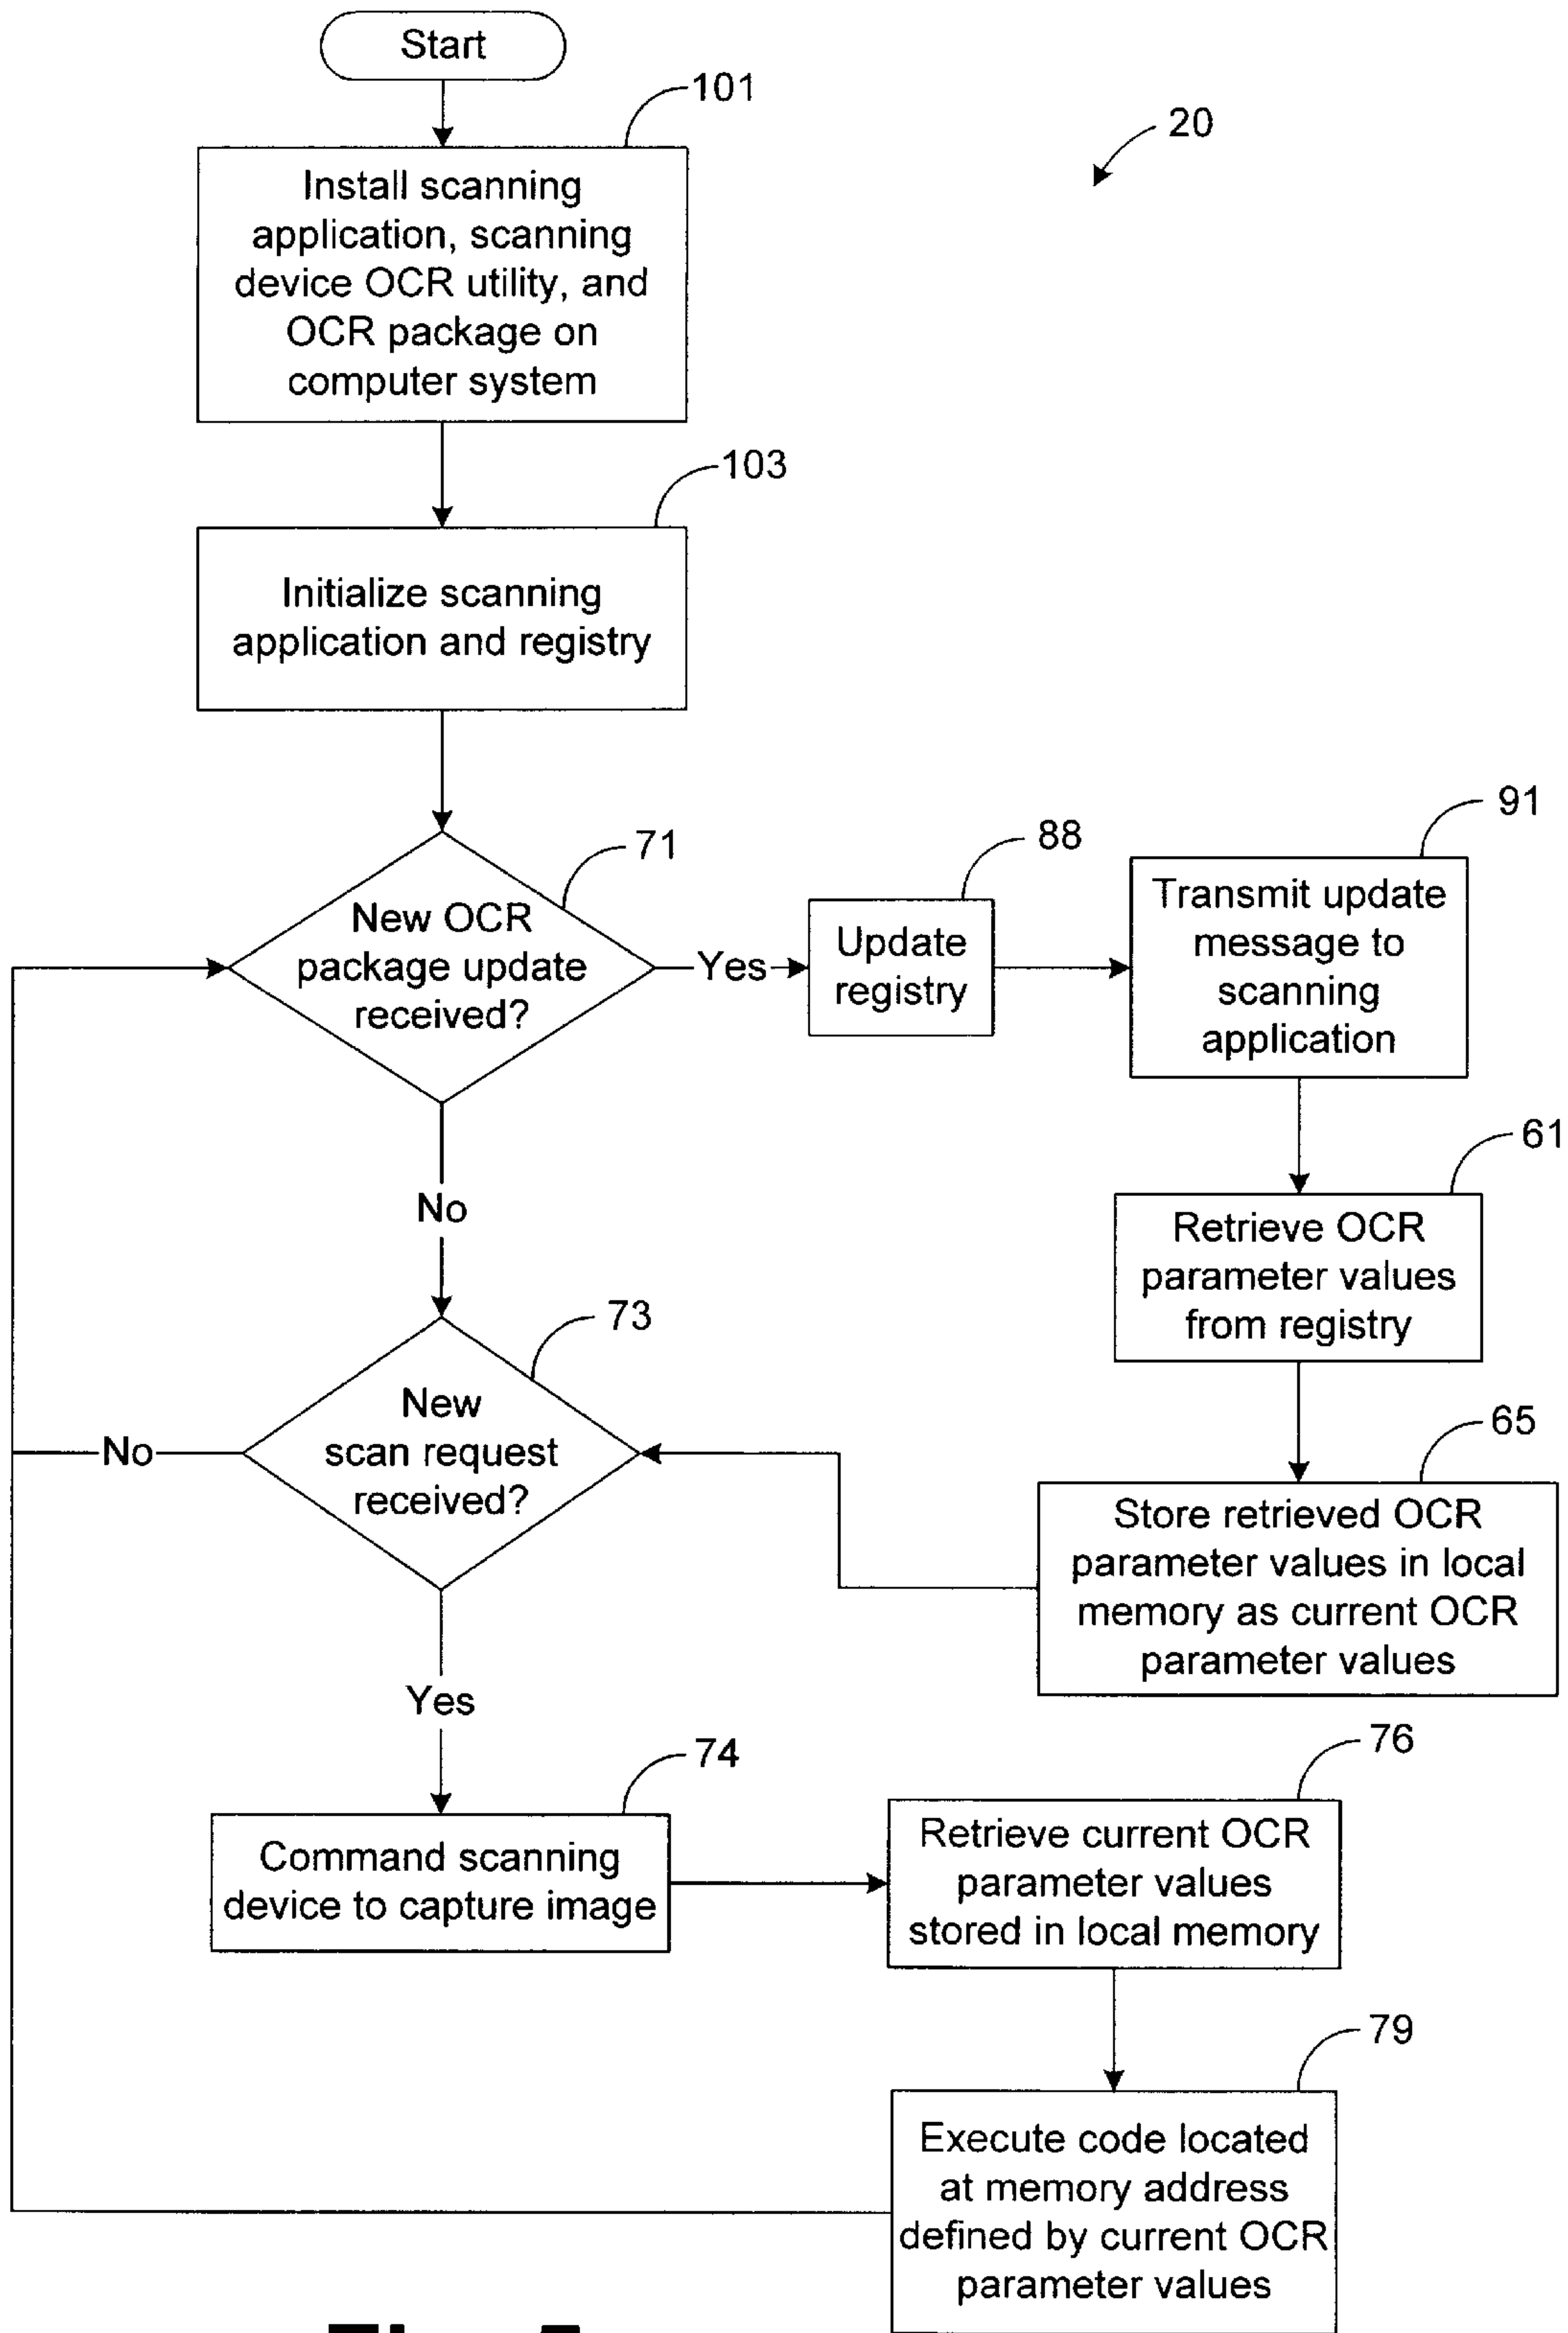 Start
101
20
Install scanning
application, scanning
device OCR utility, and
OCR package on
computer system
103
Initialize scanning
application and registry
71
New OCR
package update
received?
Yes
88
Update
registry
91
Transmit update
message to
scanning
application
No
61
Retrieve OCR
parameter values
from registry
73
New
scan request
received?
No
65
Store retrieved OCR
parameter values in local
memory as current OCR
parameter values
Yes
74
Command scanning
device to capture image
76
Retrieve current OCR
parameter values
stored in local memory
79
Execute code located
at memory address
defined by current OCR
parameter values